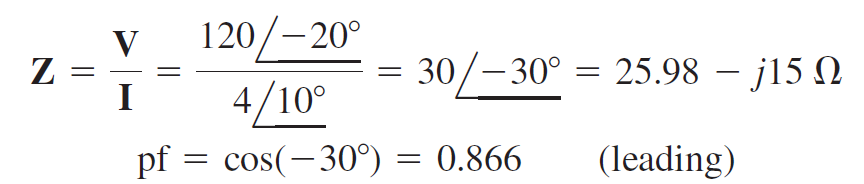 Z = V/I = 120∠−20° / 4∠10° = 30∠−30° = 25.98 − j15 Ω
pf = cos(−30°) = 0.866 (leading)